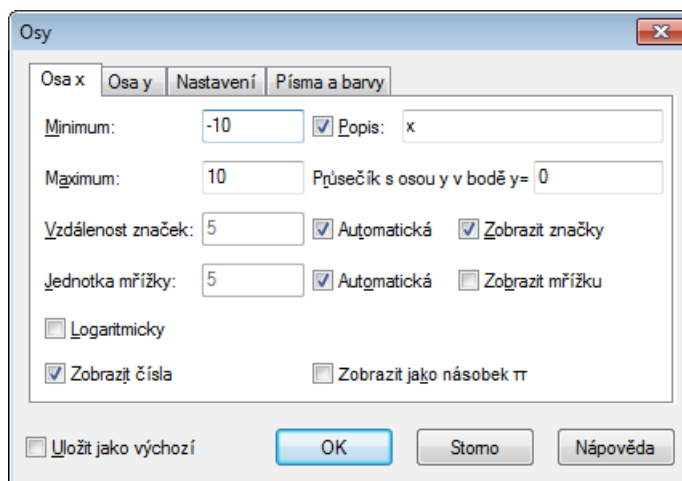 Osy
Osa x Osa y Nastavení Písma a barvy
Minimum: -10 Popis: x
Maximum: 10 Průsečík s osou y v bodě y= 0
Vzdálenost značek: 5 Automatická Zobrazit značky
Jednotka mřížky: 5 Automatická Zobrazit mřížku
Logaritmicky
Zobrazit čísla Zobrazit jako násobek π
Uložit jako výchozí OK Storno Nápověda